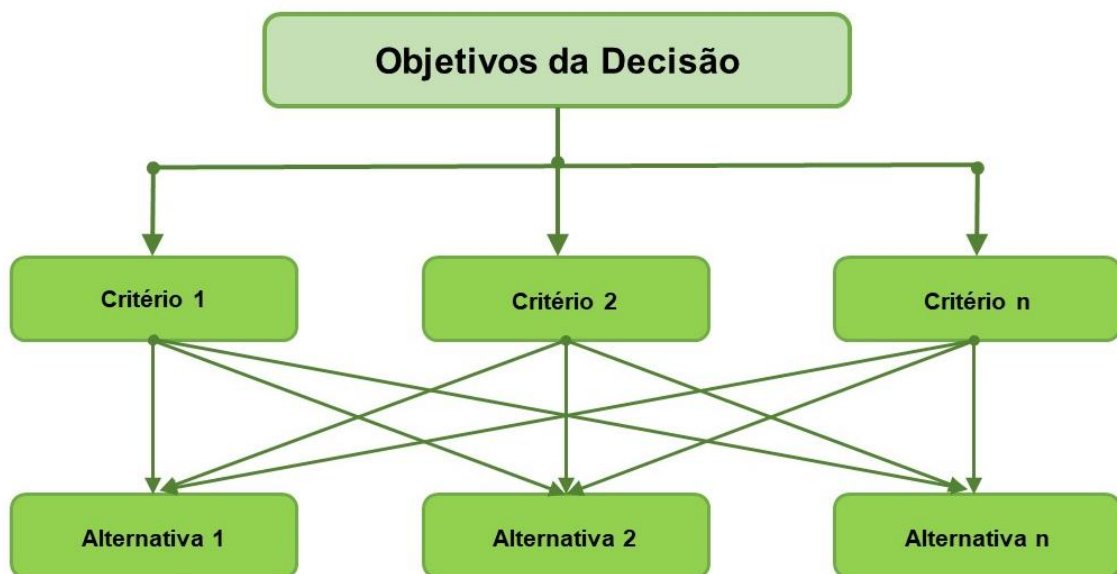 Objetivos da Decisão
Critério 1
Critério 2
Critério n
Alternativa 1
Alternativa 2
Alternativa n